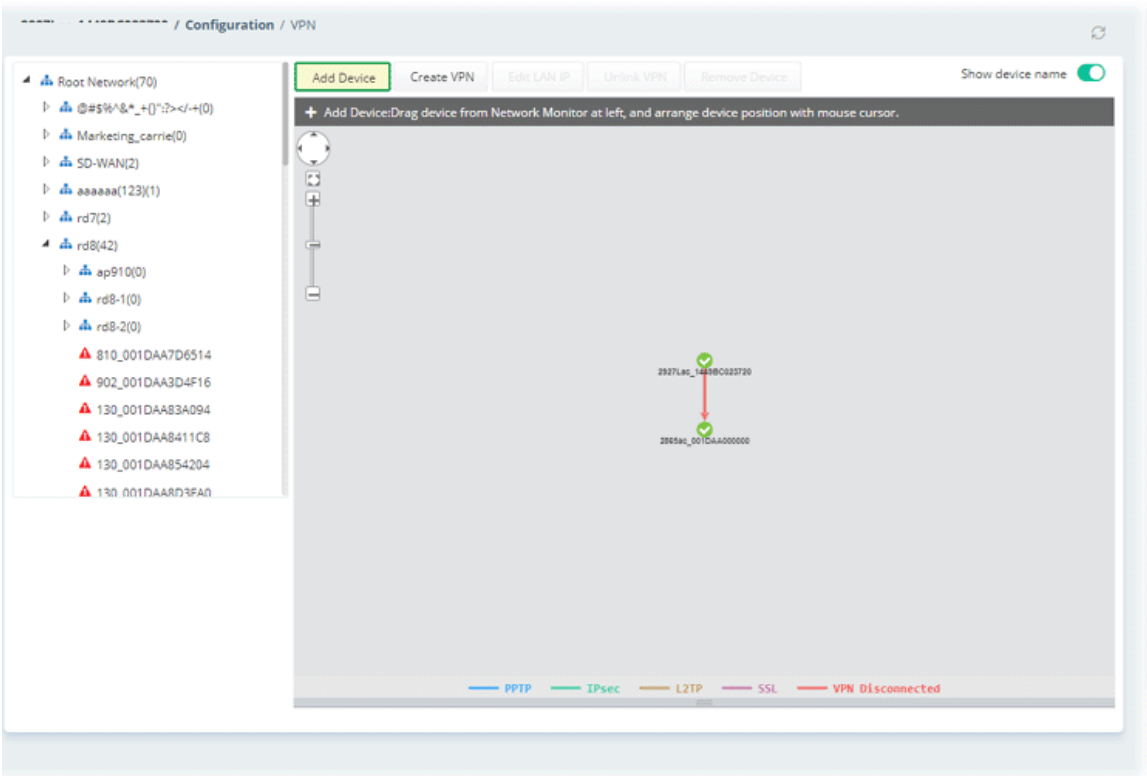 / Configuration / VPN
Root Network(70)
@#$%^&*_+{}":?></-+(0)
Marketing_carrie(0)
SD-WAN(2)
aaaaaa(123)(1)
rd7(2)
rd8(42)
ap910(0)
rd8-1(0)
rd8-2(0)
810_001DAA7D6514
902_001DAA3D4F16
130_001DAA83A094
130_001DAA8411C8
130_001DAA854204
130_001DAA8D3FA0
Add Device Create VPN Edit LAN IP Unlink VPN Remove Device Show device name
+ Add Device:Drag device from Network Monitor at left, and arrange device position with mouse cursor.
2927Lac_1449BC023720
2865ac_001DAA000000
PPTP IPsec L2TP SSL VPN Disconnected